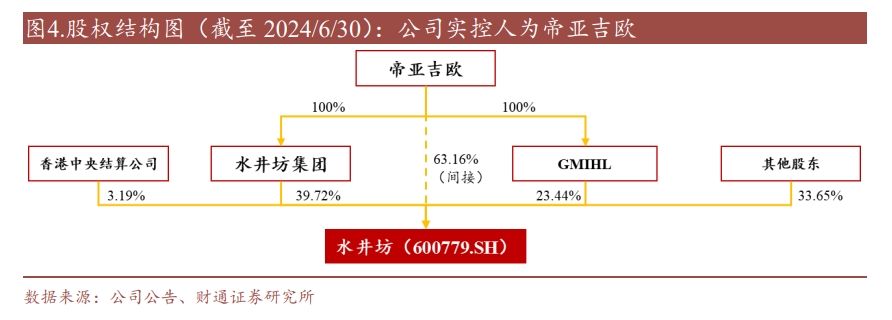 图4.股权结构图（截至 2024/6/30）：公司实控人为帝亚吉欧
帝亚吉欧
100%
100%
香港中央结算公司
水井坊集团
63.16%
（间接）
GMIHL
其他股东
3.19%
39.72%
23.44%
33.65%
水井坊（600779.SH）
数据来源：公司公告、财通证券研究所